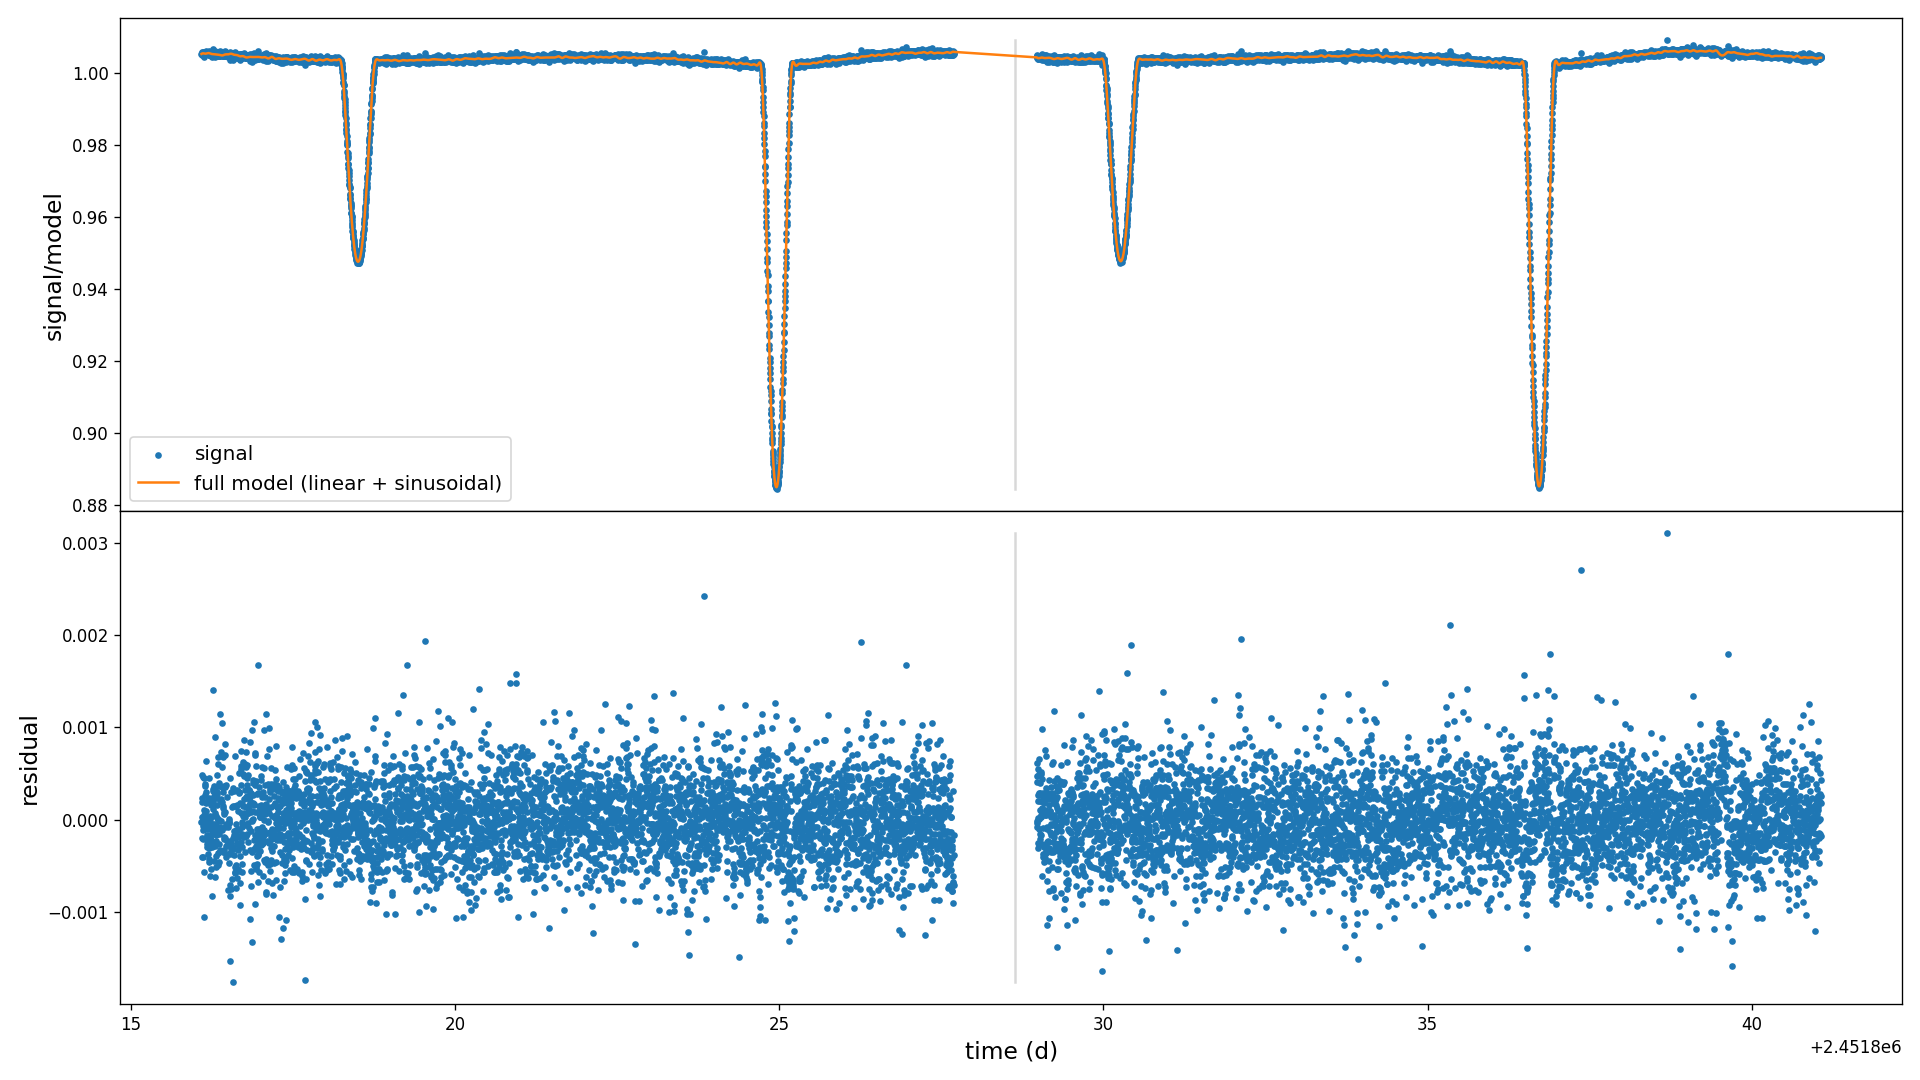 1.00
0.98
0.96
0.94
0.92
0.90
0.88
signal/model
signal
full model (linear + sinusoidal)
0.003
0.002
0.001
0.000
−0.001
residual
15 20 25 30 35 40
time (d)
+2.4518e6